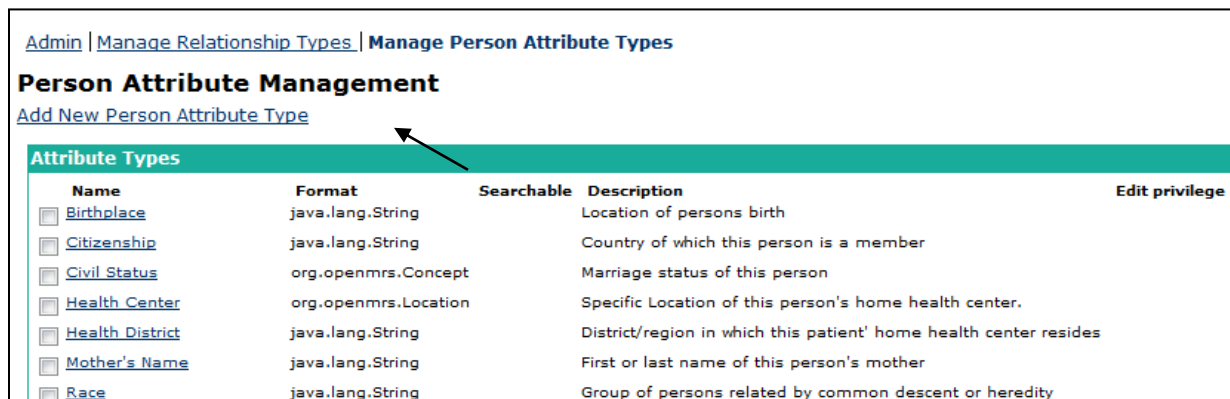 Admin | Manage Relationship Types | Manage Person Attribute Types
Person Attribute Management
Add New Person Attribute Type
Attribute Types
Name Format Searchable Description Edit privilege
Birthplace java.lang.String Location of persons birth
Citizenship java.lang.String Country of which this person is a member
Civil Status org.openmrs.Concept Marriage status of this person
Health Center org.openmrs.Location Specific Location of this person's home health center.
Health District java.lang.String District/region in which this patient' home health center resides
Mother's Name java.lang.String First or last name of this person's mother
Race java.lang.String Group of persons related by common descent or heredity